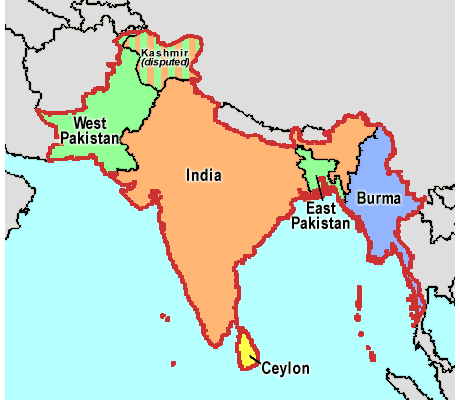 Kashmir
(disputed)
West
Pakistan
India
East
Pakistan
Burma
Ceylon